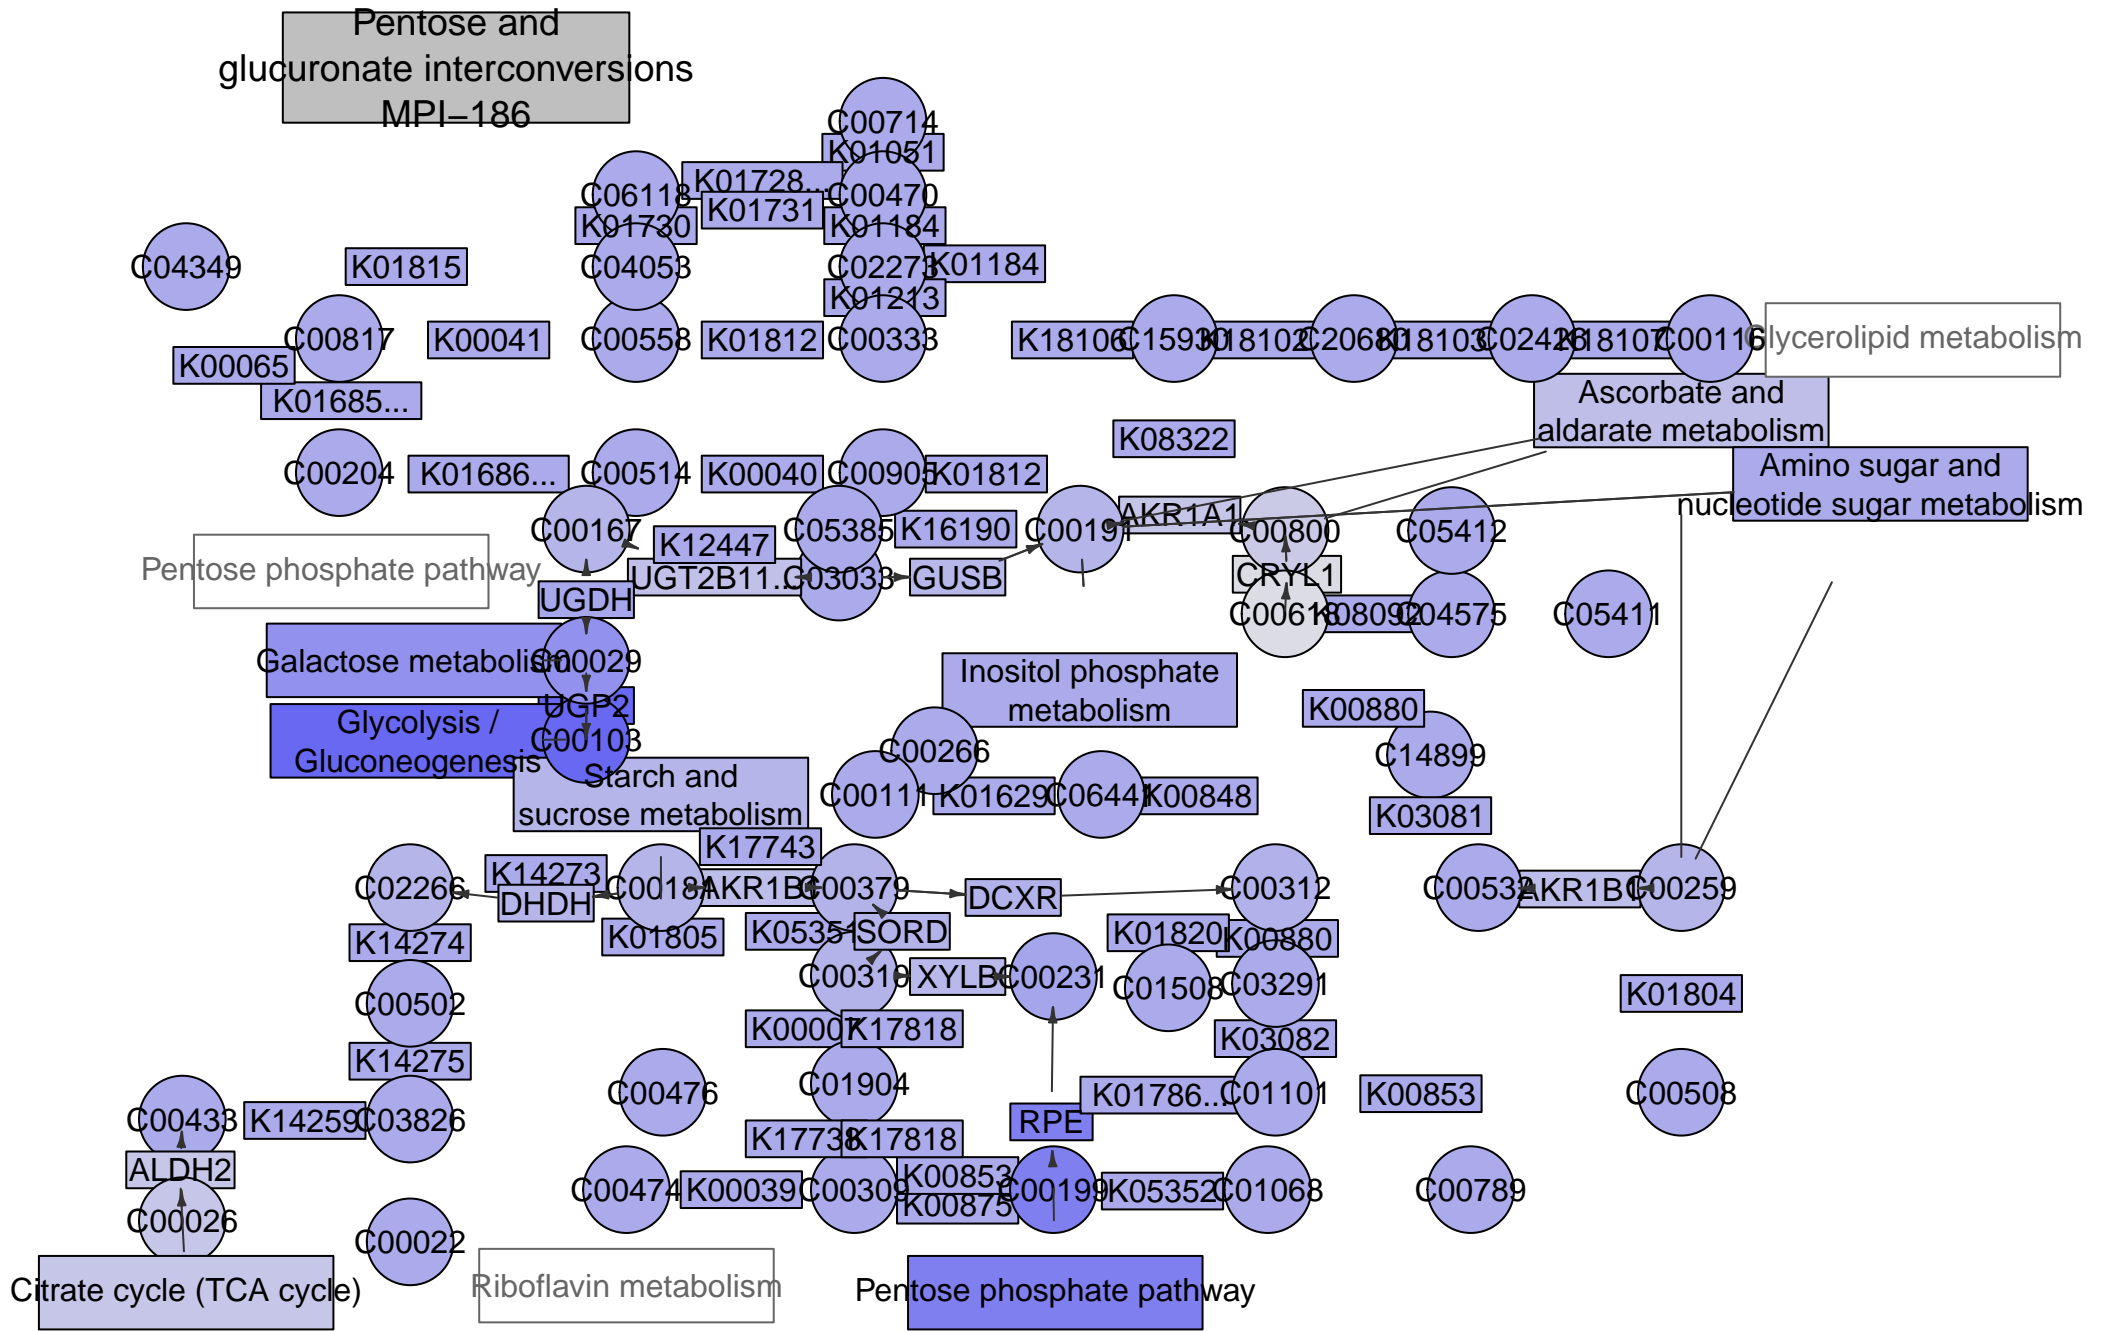 Pentose and
glucuronate interconversions
MPI–186
C00714
K01051
C06118
K01728...
C00470
K01731
K01730
K01184
C04349
K01815
C04053
C02273
K01184
K01213
C00817
K00041
C00558
K01812
C00333
K18106
C15930
K18102
C20680
K18103
C02426
K18107
C00116
Glycerolipid metabolism
K00065
K01685...
Ascorbate and
aldarate metabolism
K08322
C00204
K01686...
C00514
K00040
C00905
K01812
Amino sugar and
nucleotide sugar metabolism
C00167
K12447
C05385
K16190
C00191
AKR1A1
C00800
C05412
Pentose phosphate pathway
UGT2B11...
C03033
GUSB
CRYL1
UGDH
C00618
K08092
C04575
C05411
Galactose metabolism
C00029
Inositol phosphate
metabolism
UGP2
K00880
Glycolysis /
Gluconeogenesis
C00103
C00266
C14899
Starch and
sucrose metabolism
C00111
K01629
C06441
K00848
K03081
K17743
C02266
K14273
DHDH
C00181
C00379
DCXR
C00312
C00532
AKR1B1
C00259
K14274
K01805
K05351
SORD
K01820
K00880
C00310
XYLB
C00231
C01508
C03291
K01804
C00502
K00007
K17818
K03082
K14275
C00476
C01904
K01786...
C01101
K00853
C00508
C00433
K14259
C03826
K17738
K17818
RPE
ALDH2
C00474
K00039
C00309
K00853
K00875
C00199
K05352
C01068
C00789
C00026
C00022
Citrate cycle (TCA cycle)
Riboflavin metabolism
Pentose phosphate pathway